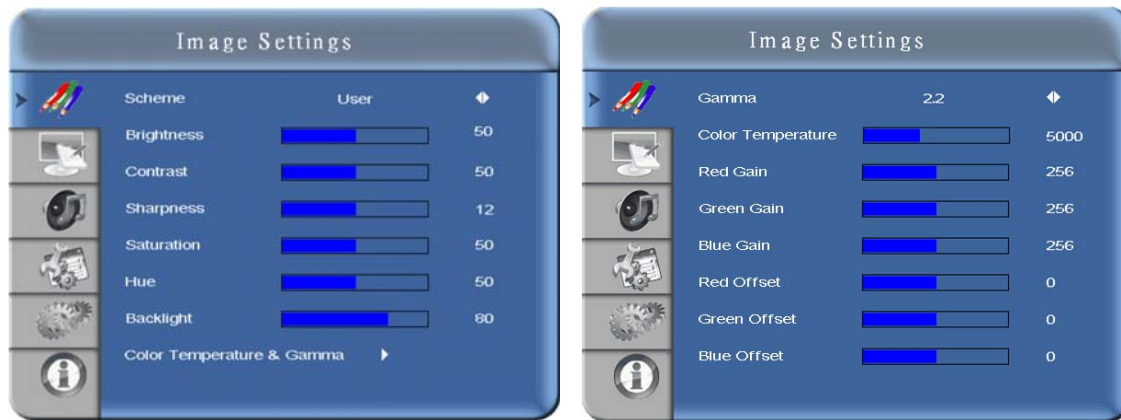 Image Settings
Scheme User
Brightness 50
Contrast 50
Sharpness 12
Saturation 50
Hue 50
Backlight 80
Color Temperature & Gamma
Image Settings
Gamma 2.2
Color Temperature 5000
Red Gain 256
Green Gain 256
Blue Gain 256
Red Offset 0
Green Offset 0
Blue Offset 0